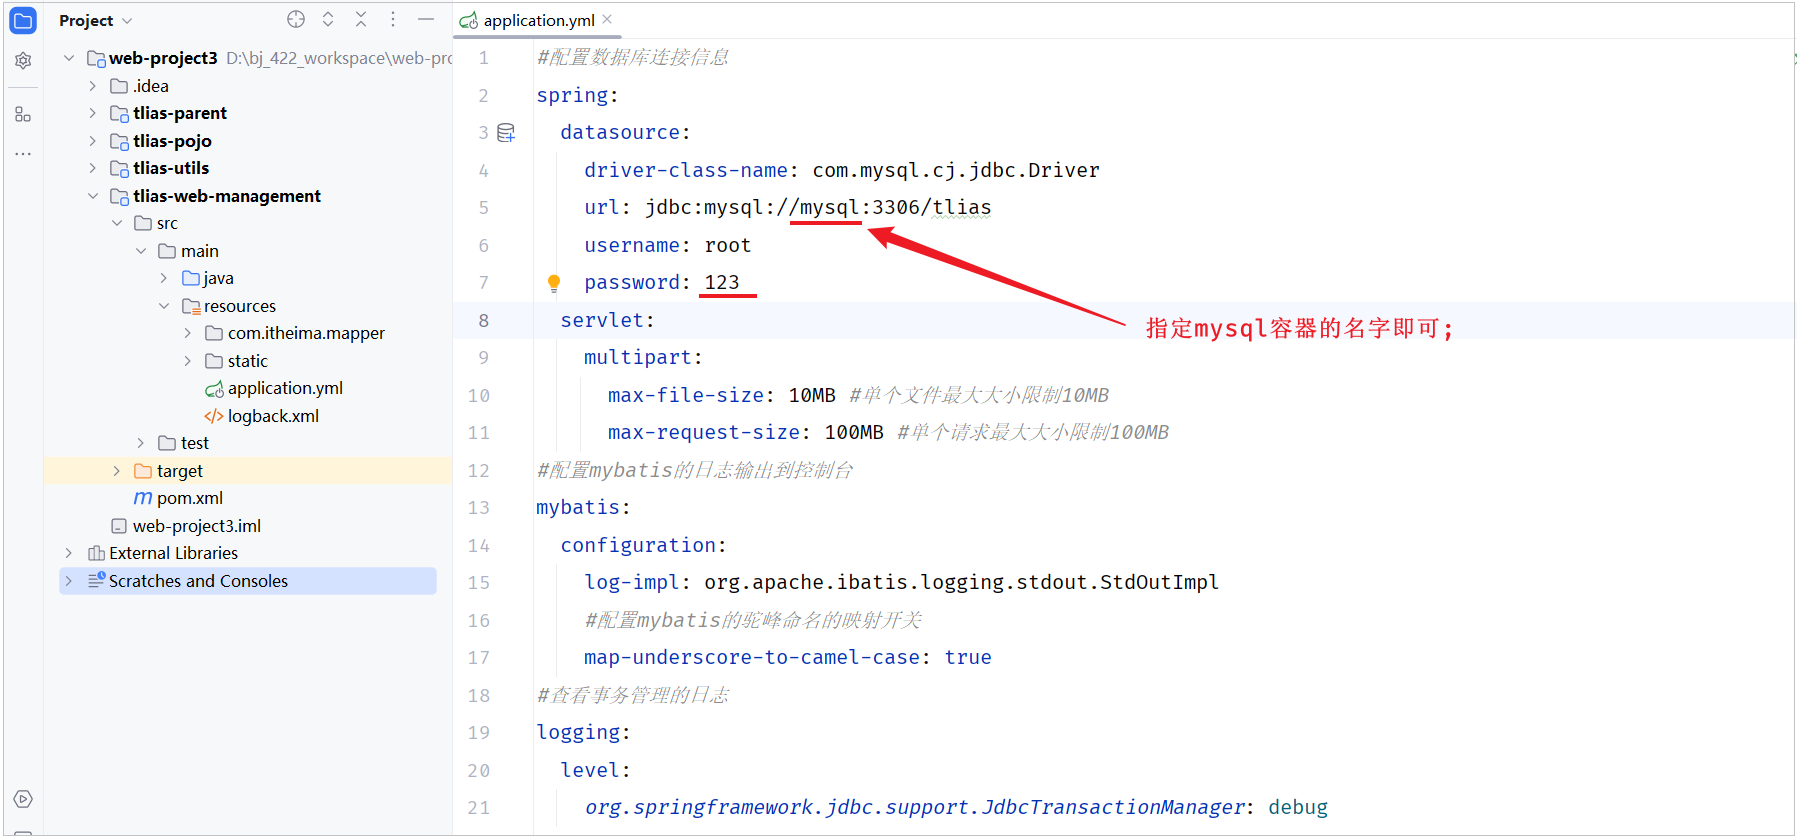 Project
application.yml
web-project3 D:\bj_422_workspace\web-prc
.idea
tlias-parent
tlias-pojo
tlias-utils
tlias-web-management
src
main
java
resources
com.itheima.mapper
static
application.yml
logback.xml
test
target
m pom.xml
web-project3.iml
External Libraries
Scratches and Consoles
1 #配置数据库连接信息
2 spring:
3 datasource:
4 driver-class-name: com.mysql.cj.jdbc.Driver
5 url: jdbc:mysql://mysql:3306/tlias
6 username: root
7 password: 123
8 servlet:
指定mysql容器的名字即可;
9 multipart:
10 max-file-size: 10MB #单个文件最大大小限制10MB
11 max-request-size: 100MB #单个请求最大大小限制100MB
12 #配置mybatis的日志输出到控制台
13 mybatis:
14 configuration:
15 log-impl: org.apache.ibatis.logging.stdout.StdOutImpl
16 #配置mybatis的驼峰命名的映射开关
17 map-underscore-to-camel-case: true
18 #查看事务管理的日志
19 logging:
20 level:
21 org.springframework.jdbc.support.JdbcTransactionManager: debug